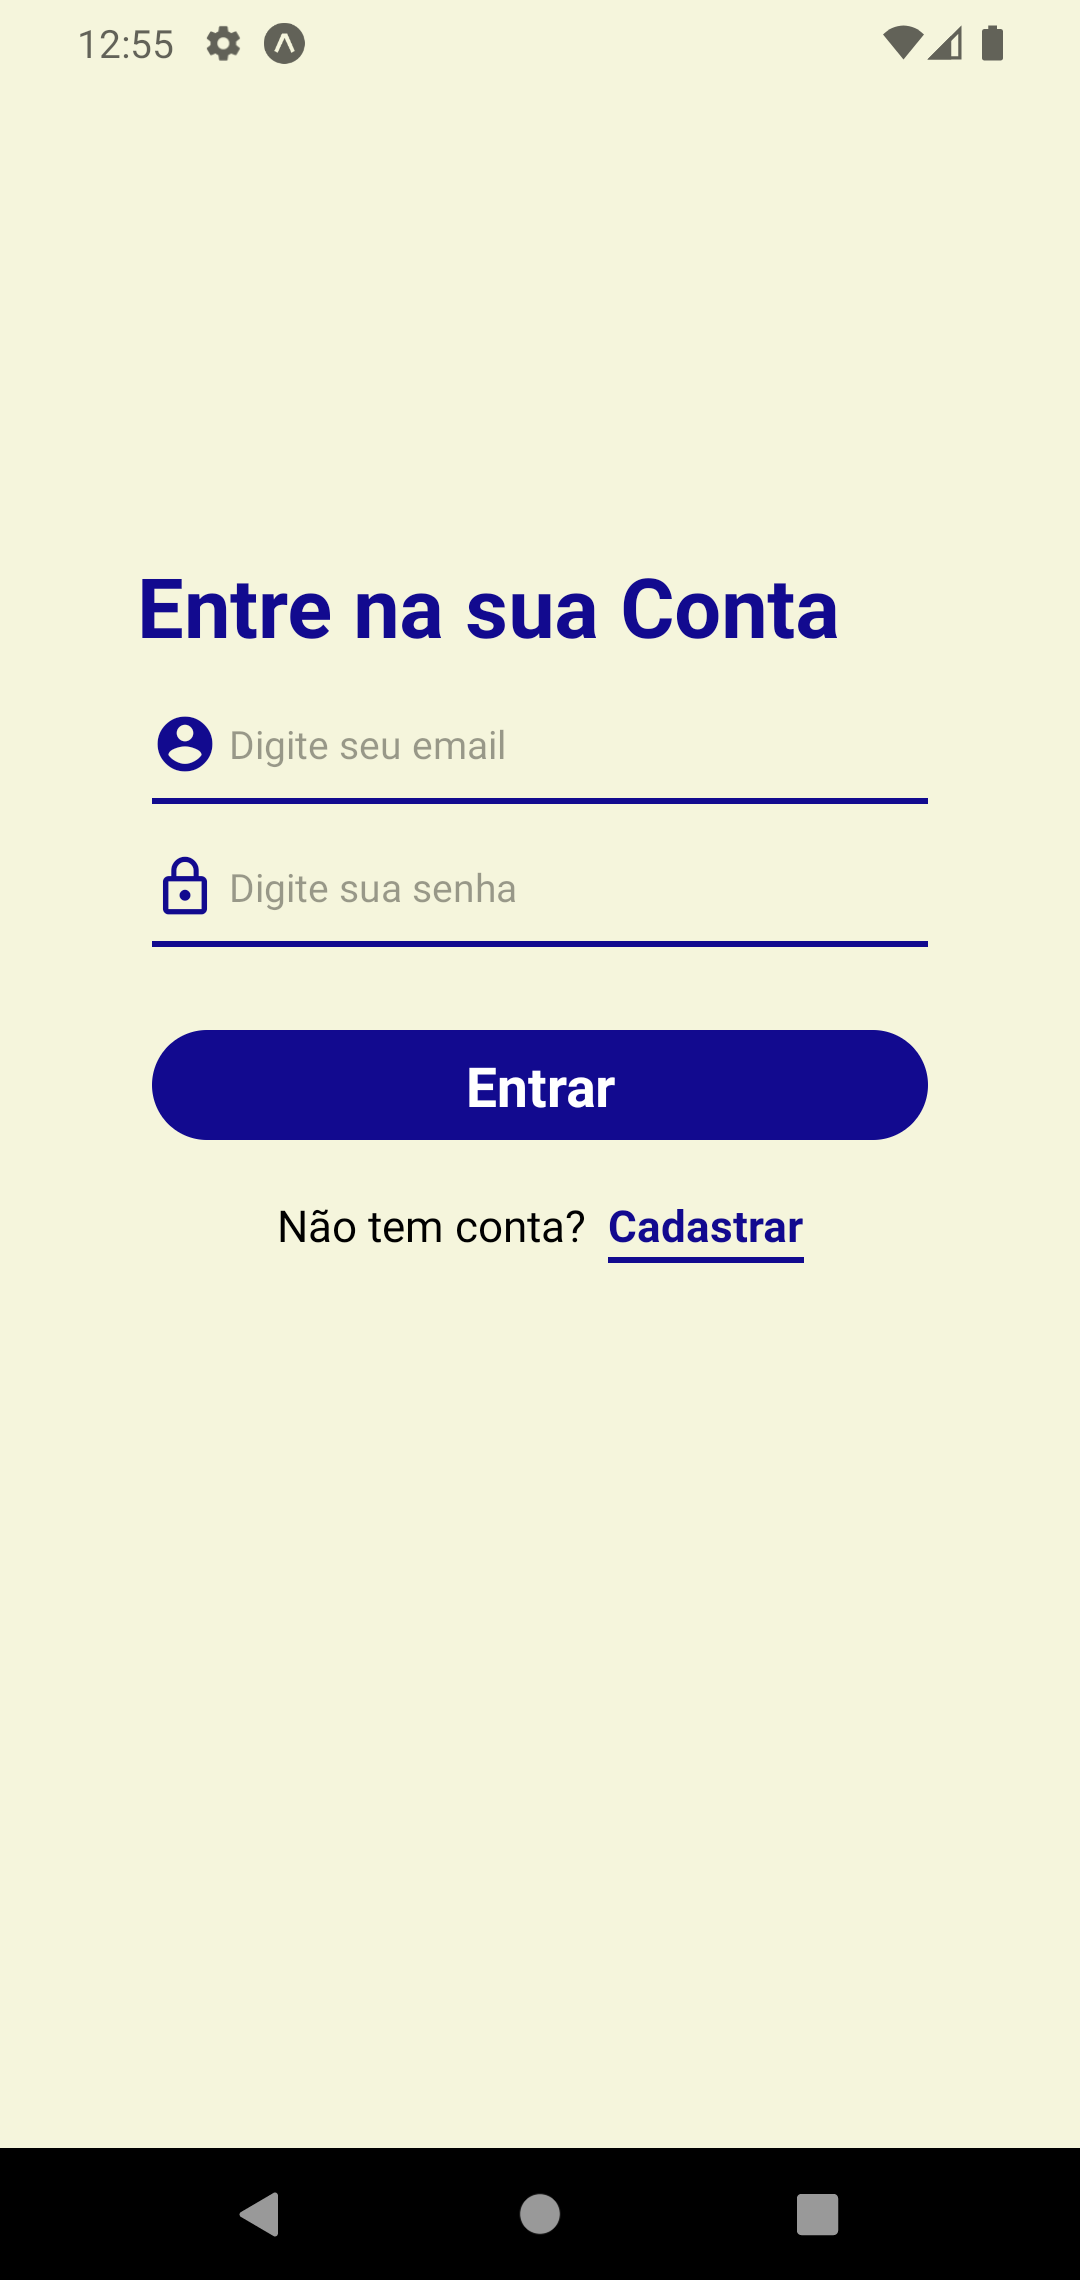 12:55
Entre na sua Conta
Digite seu email
Digite sua senha
Entrar
Não tem conta? Cadastrar